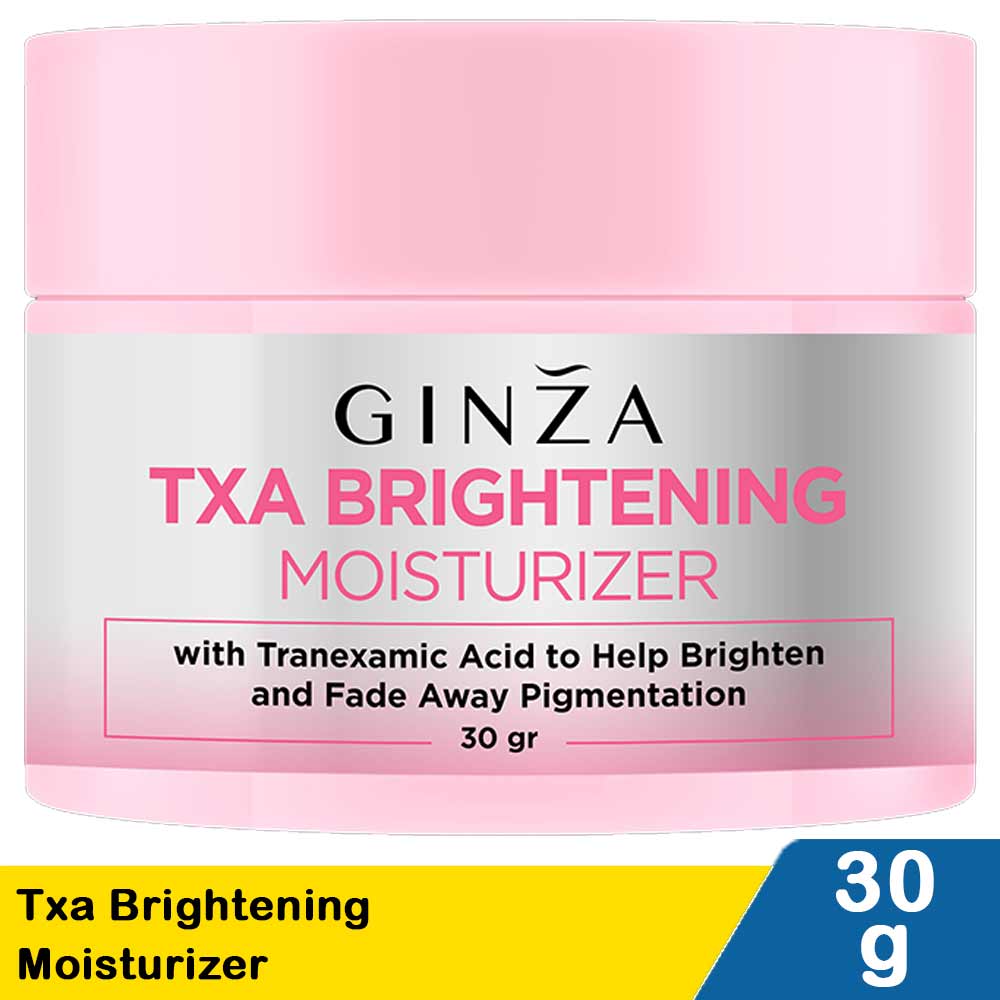 GINZA
TXA BRIGHTENING
MOISTURIZER
with Tranexamic Acid to Help Brighten
and Fade Away Pigmentation
30 gr
Txa Brightening
Moisturizer
30
g